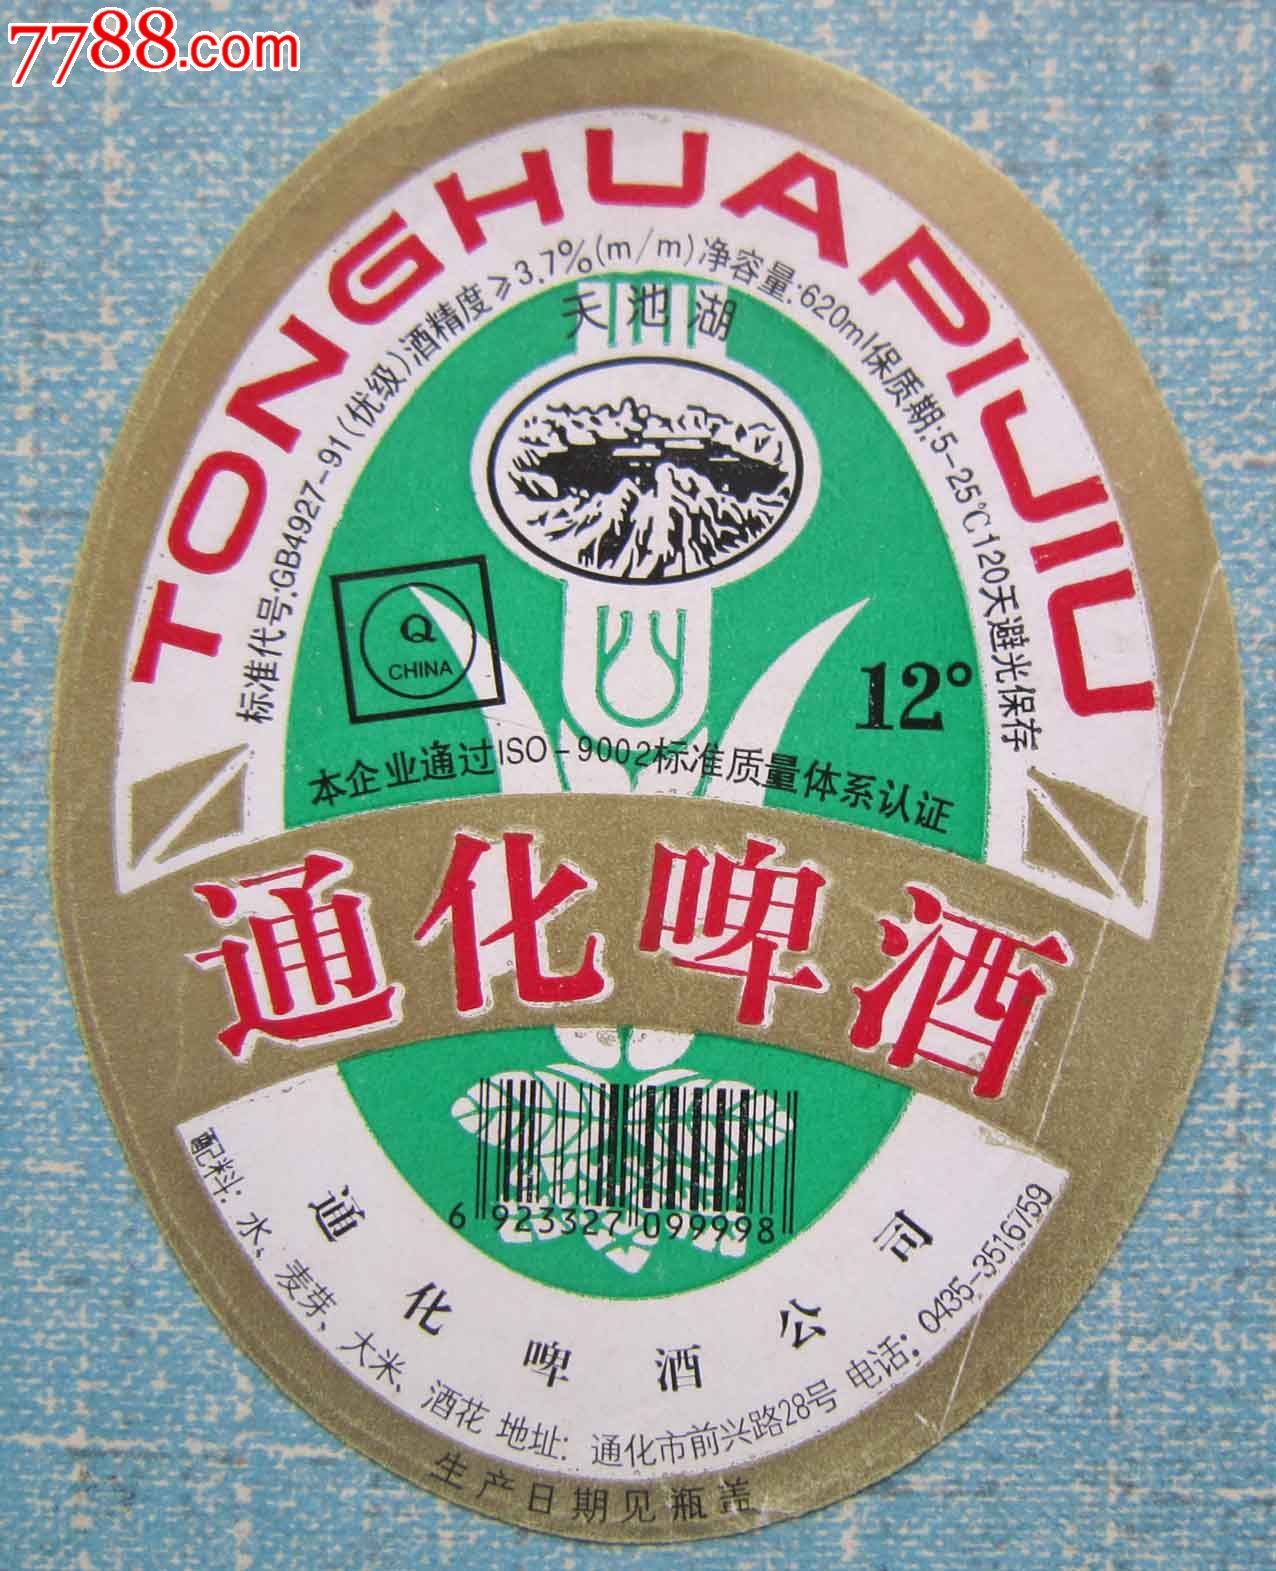 7788.com
TONGHUAPIJIU
标准代号:GB4927-91(优级)酒精度≥3.7%(m/m)净容量:620ml保质期:5-25℃120天避光保存
天池湖
Q
CHINA
12°
本企业通过ISO-9002标准质量体系认证
通化啤酒
6 923327 099998
通化啤酒公司
配料:水、麦芽、大米、酒花 地址:通化市前兴路28号 电话:0435-3516759
生产日期见瓶盖